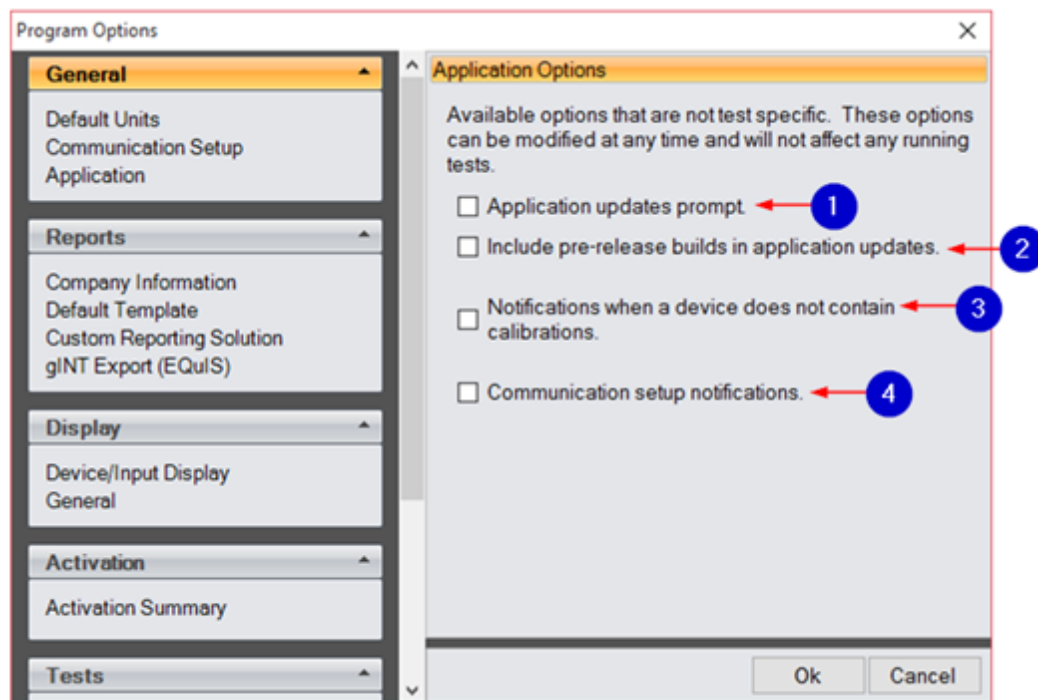 Program Options
General
Default Units
Communication Setup
Application
Reports
Company Information
Default Template
Custom Reporting Solution
gINT Export (EQuIS)
Display
Device/Input Display
General
Activation
Activation Summary
Tests
Application Options
Available options that are not test specific. These options
can be modified at any time and will not affect any running
tests.
Application updates prompt.
1
Include pre-release builds in application updates.
2
Notifications when a device does not contain
calibrations.
3
Communication setup notifications.
4
Ok
Cancel